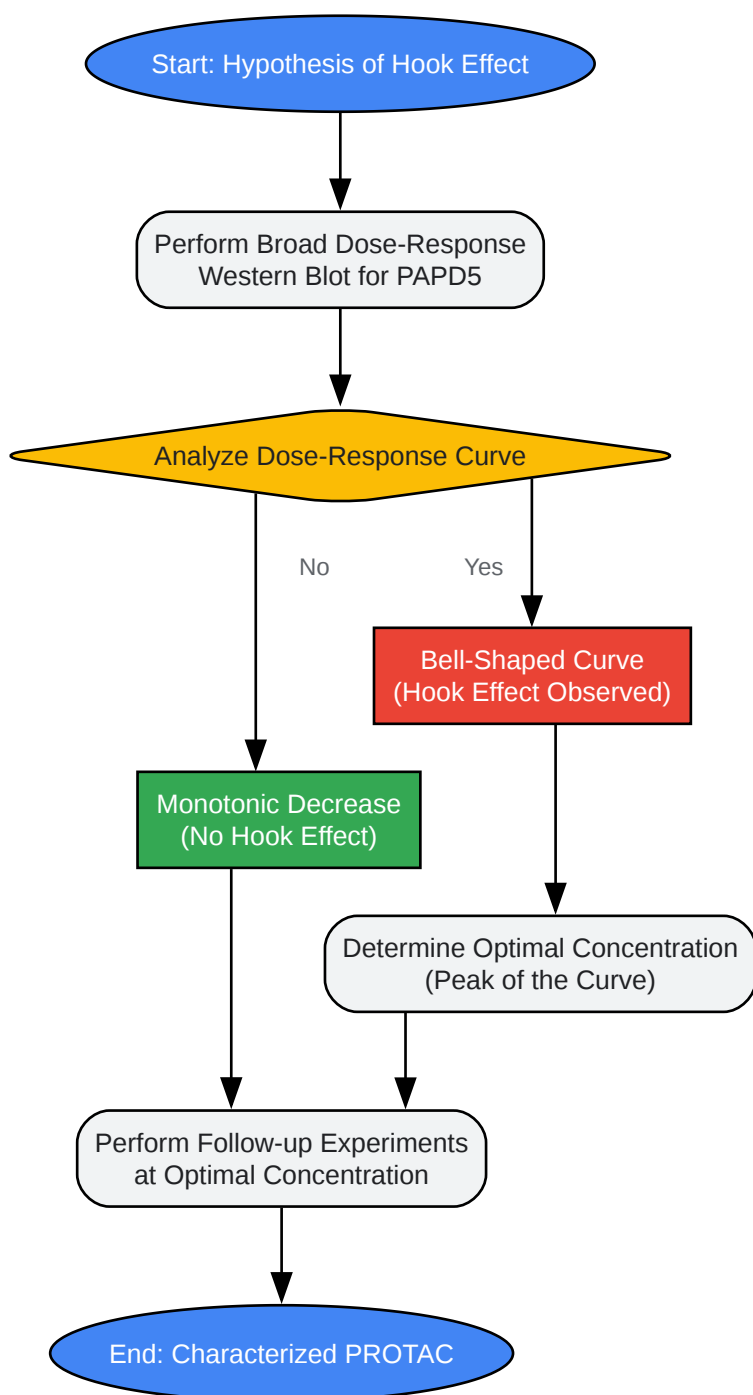 Start: Hypothesis of Hook Effect
Perform Broad Dose-Response
Western Blot for PAPD5
Analyze Dose-Response Curve
No
Yes
Bell-Shaped Curve
(Hook Effect Observed)
Monotonic Decrease
(No Hook Effect)
Determine Optimal Concentration
(Peak of the Curve)
Perform Follow-up Experiments
at Optimal Concentration
End: Characterized PROTAC